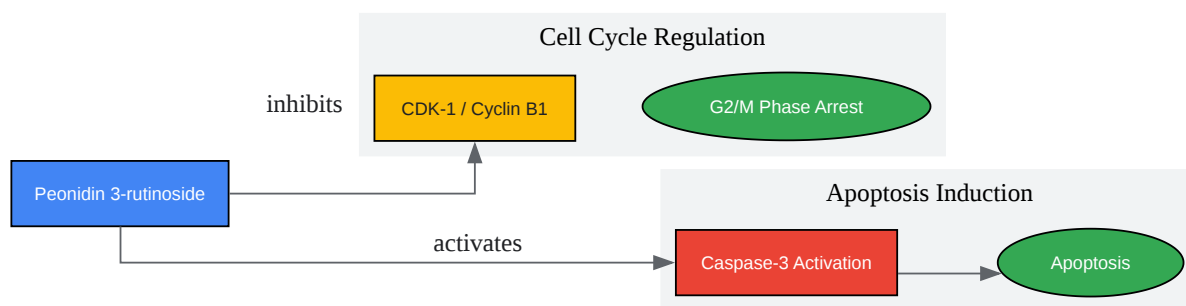 Cell Cycle Regulation
inhibits
CDK-1 / Cyclin B1
G2/M Phase Arrest
Peonidin 3-rutinoside
Apoptosis Induction
activates
Caspase-3 Activation
Apoptosis